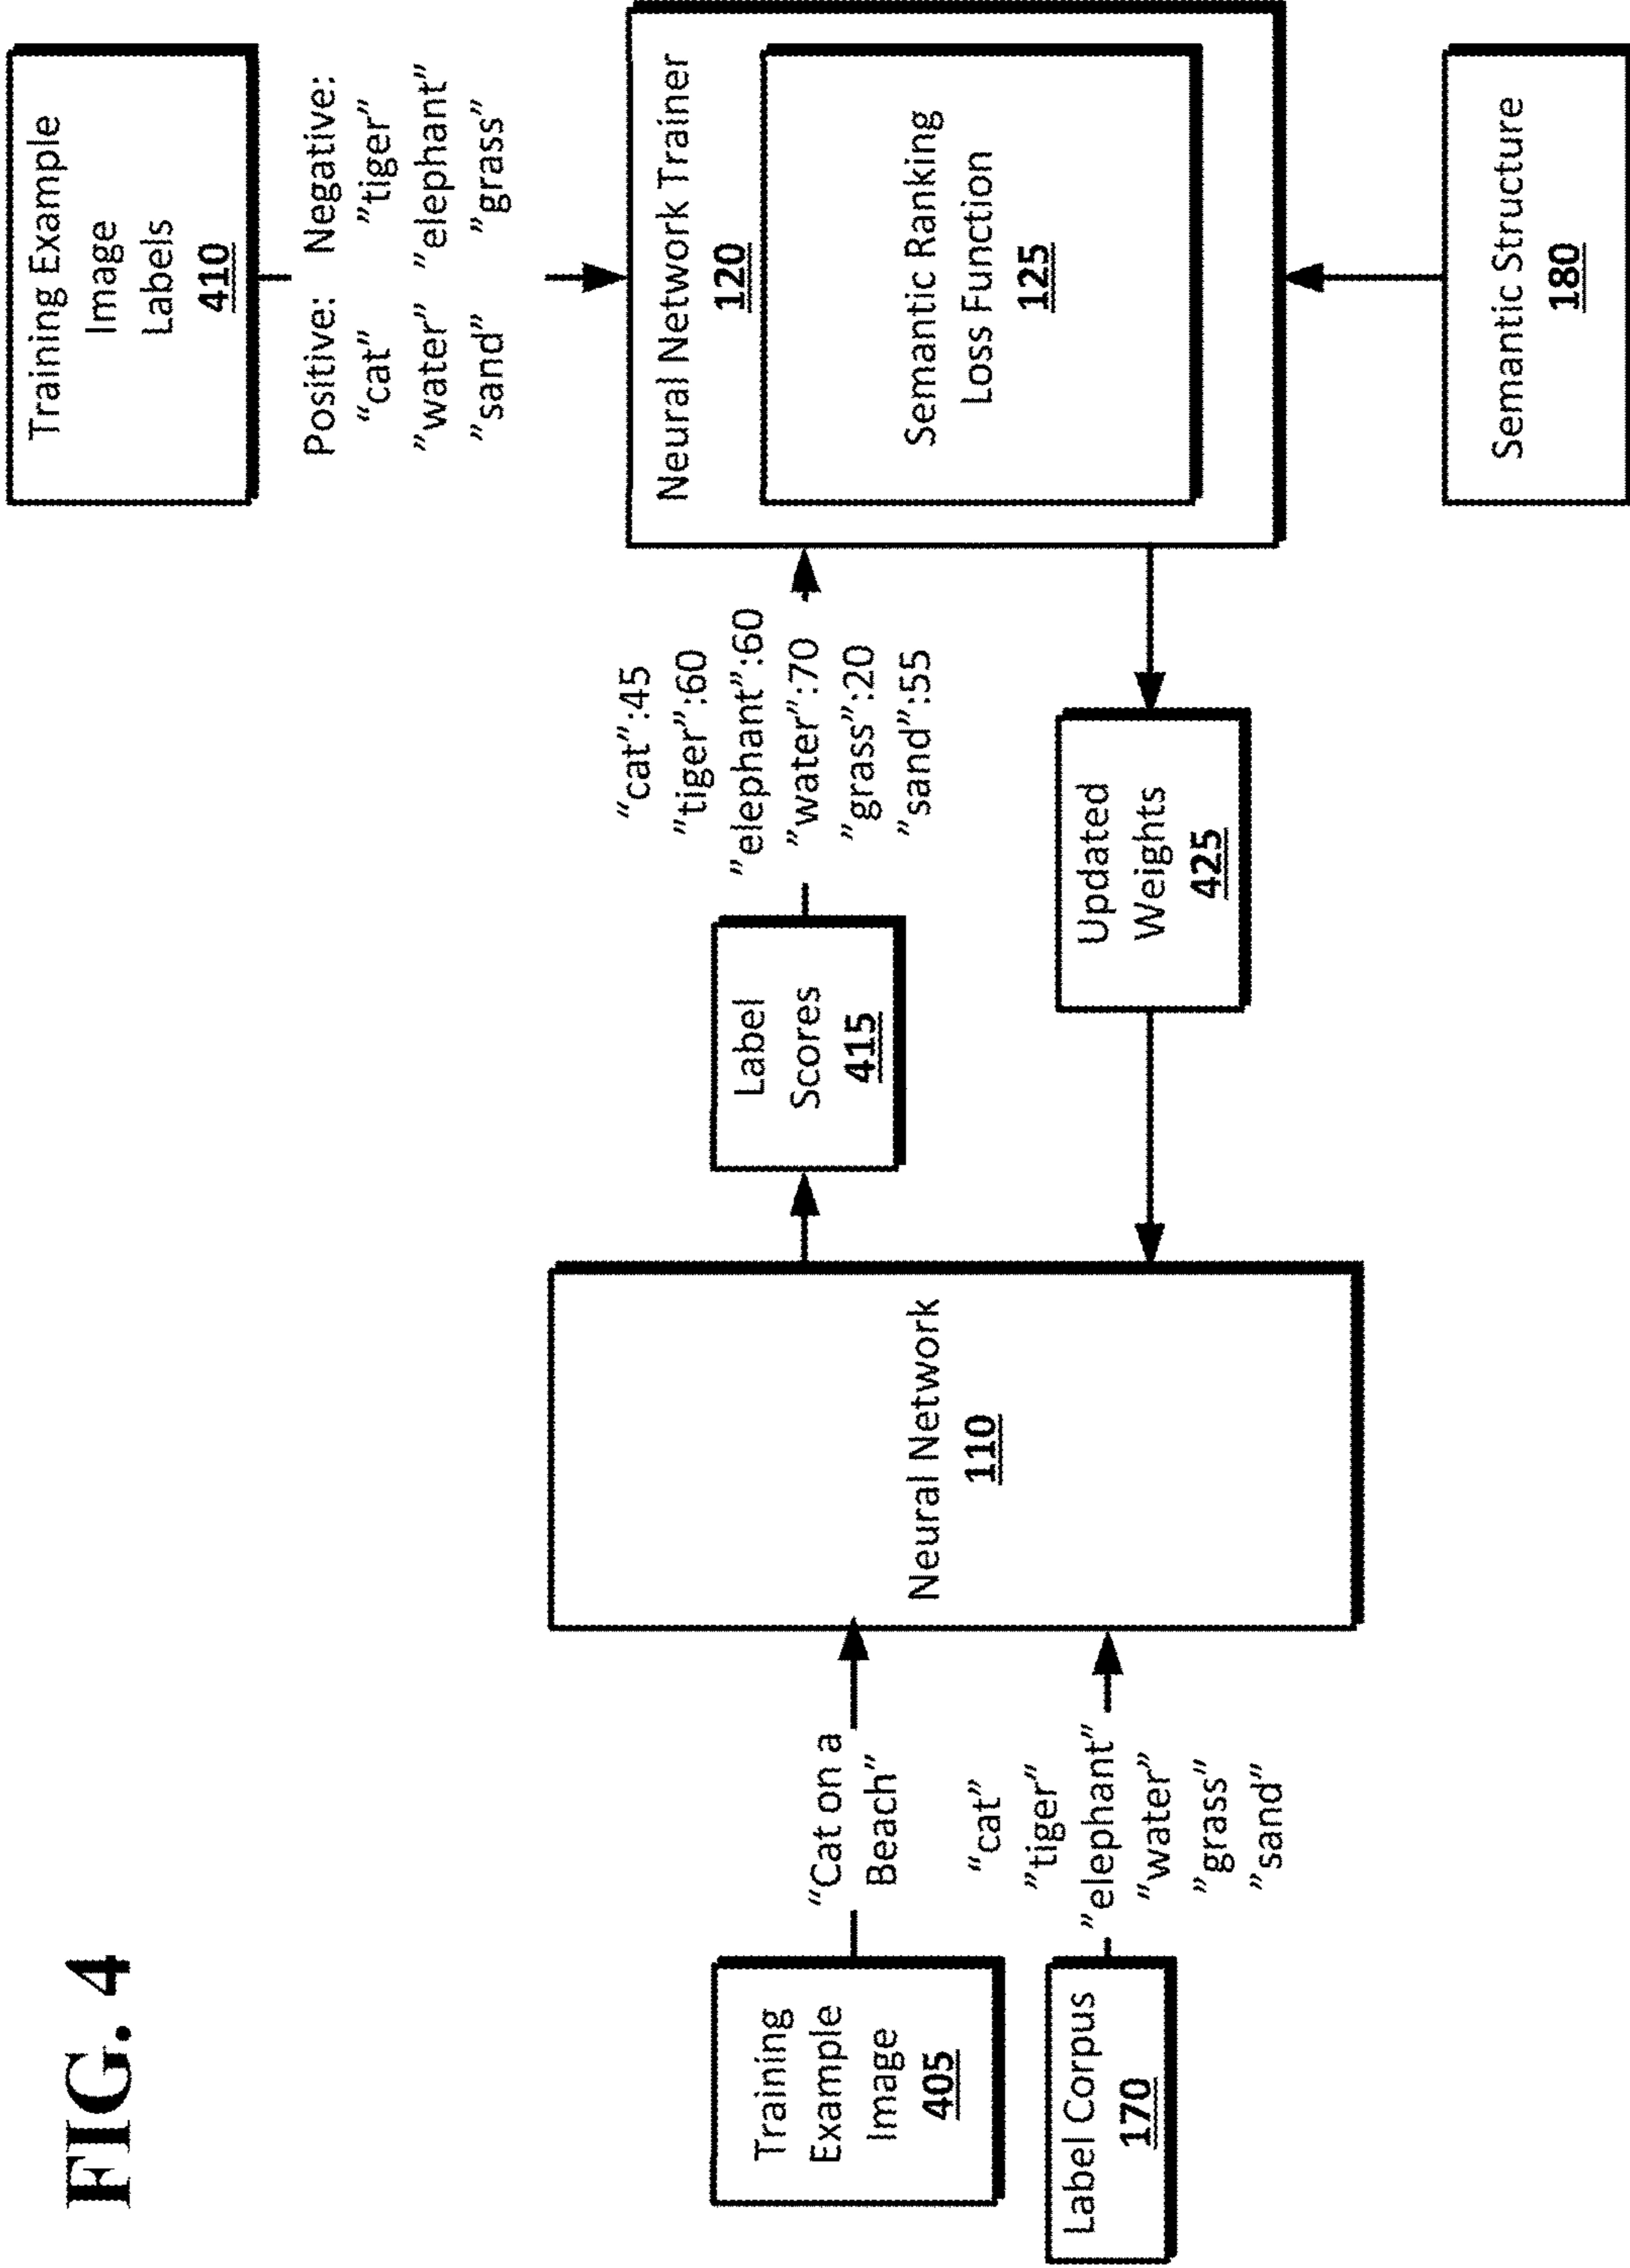 FIG. 4
Training
Example
Image
405
"Cat on a
Beach"
Label Corpus
170
"cat"
"tiger"
"elephant"
"water"
"grass"
"sand"
Neural Network
110
Label
Scores
415
"cat":45
"tiger":60
"elephant":60
"water":70
"grass":20
"sand":55
Updated
Weights
425
Training Example
Image
Labels
410
Positive: Negative:
"cat" "tiger"
"water" "elephant"
"sand" "grass"
Neural Network Trainer
120
Semantic Ranking
Loss Function
125
Semantic Structure
180